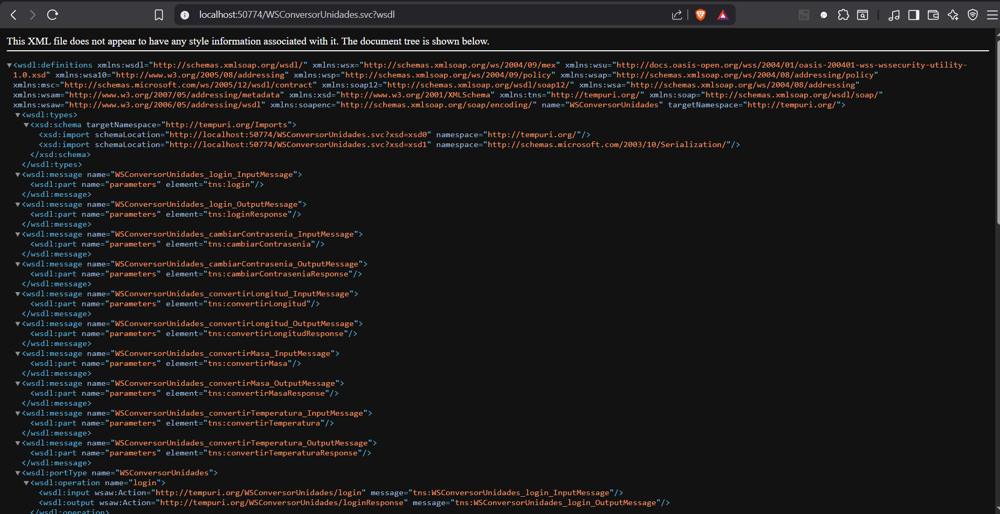 localhost:50774/WSConversorUnidades.svc?wsdl
This XML file does not appear to have any style information associated with it. The document tree is shown below.
<wsdl:definitions xmlns:wsdl="http://schemas.xmlsoap.org/wsdl/" xmlns:wsx="http://schemas.xmlsoap.org/ws/2004/09/mex" xmlns:wsu="http://docs.oasis-open.org/wss/2004/01/oasis-200401-wss-wssecurity-utility-
1.0.xsd" xmlns:wsa10="http://www.w3.org/2005/08/addressing" xmlns:wsp="http://schemas.xmlsoap.org/ws/2004/09/policy" xmlns:wsap="http://schemas.xmlsoap.org/ws/2004/08/addressing/policy"
xmlns:msc="http://schemas.microsoft.com/ws/2005/12/wsdl/contract" xmlns:soap12="http://schemas.xmlsoap.org/wsdl/soap12/" xmlns:wsa="http://schemas.xmlsoap.org/ws/2004/08/addressing"
xmlns:wsam="http://www.w3.org/2007/05/addressing/metadata" xmlns:xsd="http://www.w3.org/2001/XMLSchema" xmlns:tns="http://tempuri.org/" xmlns:soap="http://schemas.xmlsoap.org/wsdl/soap/"
xmlns:wsaw="http://www.w3.org/2006/05/addressing/wsdl" xmlns:soapenc="http://schemas.xmlsoap.org/soap/encoding/" name="WSConversorUnidades" targetNamespace="http://tempuri.org/">
<wsdl:types>
<xsd:schema targetNamespace="http://tempuri.org/Imports">
<xsd:import schemaLocation="http://localhost:50774/WSConversorUnidades.svc?xsd=xsd0" namespace="http://tempuri.org/"/>
<xsd:import schemaLocation="http://localhost:50774/WSConversorUnidades.svc?xsd=xsd1" namespace="http://schemas.microsoft.com/2003/10/Serialization/"/>
</xsd:schema>
</wsdl:types>
<wsdl:message name="WSConversorUnidades_login_InputMessage">
<wsdl:part name="parameters" element="tns:login"/>
</wsdl:message>
<wsdl:message name="WSConversorUnidades_login_OutputMessage">
<wsdl:part name="parameters" element="tns:loginResponse"/>
</wsdl:message>
<wsdl:message name="WSConversorUnidades_cambiarContrasenia_InputMessage">
<wsdl:part name="parameters" element="tns:cambiarContrasenia"/>
</wsdl:message>
<wsdl:message name="WSConversorUnidades_cambiarContrasenia_OutputMessage">
<wsdl:part name="parameters" element="tns:cambiarContraseniaResponse"/>
</wsdl:message>
<wsdl:message name="WSConversorUnidades_convertirLongitud_InputMessage">
<wsdl:part name="parameters" element="tns:convertirLongitud"/>
</wsdl:message>
<wsdl:message name="WSConversorUnidades_convertirLongitud_OutputMessage">
<wsdl:part name="parameters" element="tns:convertirLongitudResponse"/>
</wsdl:message>
<wsdl:message name="WSConversorUnidades_convertirMasa_InputMessage">
<wsdl:part name="parameters" element="tns:convertirMasa"/>
</wsdl:message>
<wsdl:message name="WSConversorUnidades_convertirMasa_OutputMessage">
<wsdl:part name="parameters" element="tns:convertirMasaResponse"/>
</wsdl:message>
<wsdl:message name="WSConversorUnidades_convertirTemperatura_InputMessage">
<wsdl:part name="parameters" element="tns:convertirTemperatura"/>
</wsdl:message>
<wsdl:message name="WSConversorUnidades_convertirTemperatura_OutputMessage">
<wsdl:part name="parameters" element="tns:convertirTemperaturaResponse"/>
</wsdl:message>
<wsdl:portType name="WSConversorUnidades">
<wsdl:operation name="login">
<wsdl:input wsaw:Action="http://tempuri.org/WSConversorUnidades/login" message="tns:WSConversorUnidades_login_InputMessage"/>
<wsdl:output wsaw:Action="http://tempuri.org/WSConversorUnidades/loginResponse" message="tns:WSConversorUnidades_login_OutputMessage"/>
</wsdl:operation>